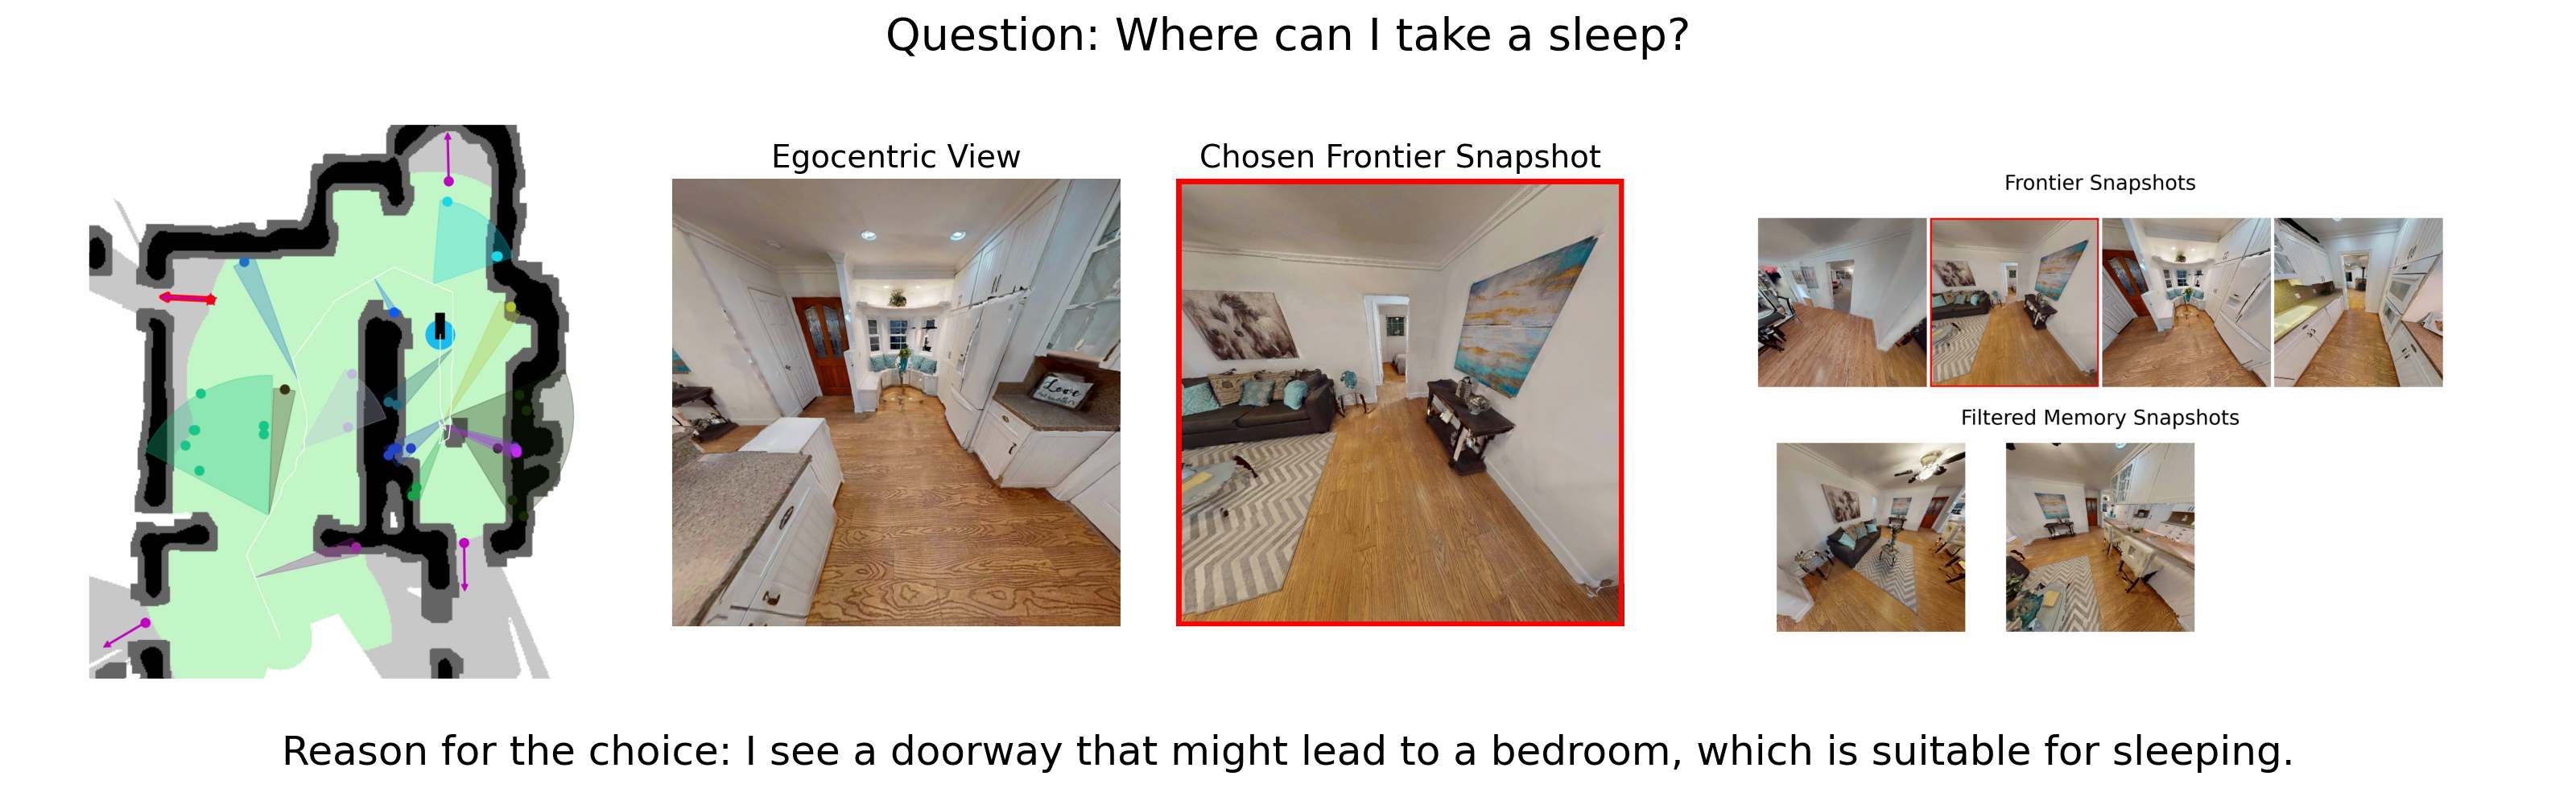 Question: Where can I take a sleep?
Egocentric View
Chosen Frontier Snapshot
Frontier Snapshots
Love
Filtered Memory Snapshots
Reason for the choice: I see a doorway that might lead to a bedroom, which is suitable for sleeping.